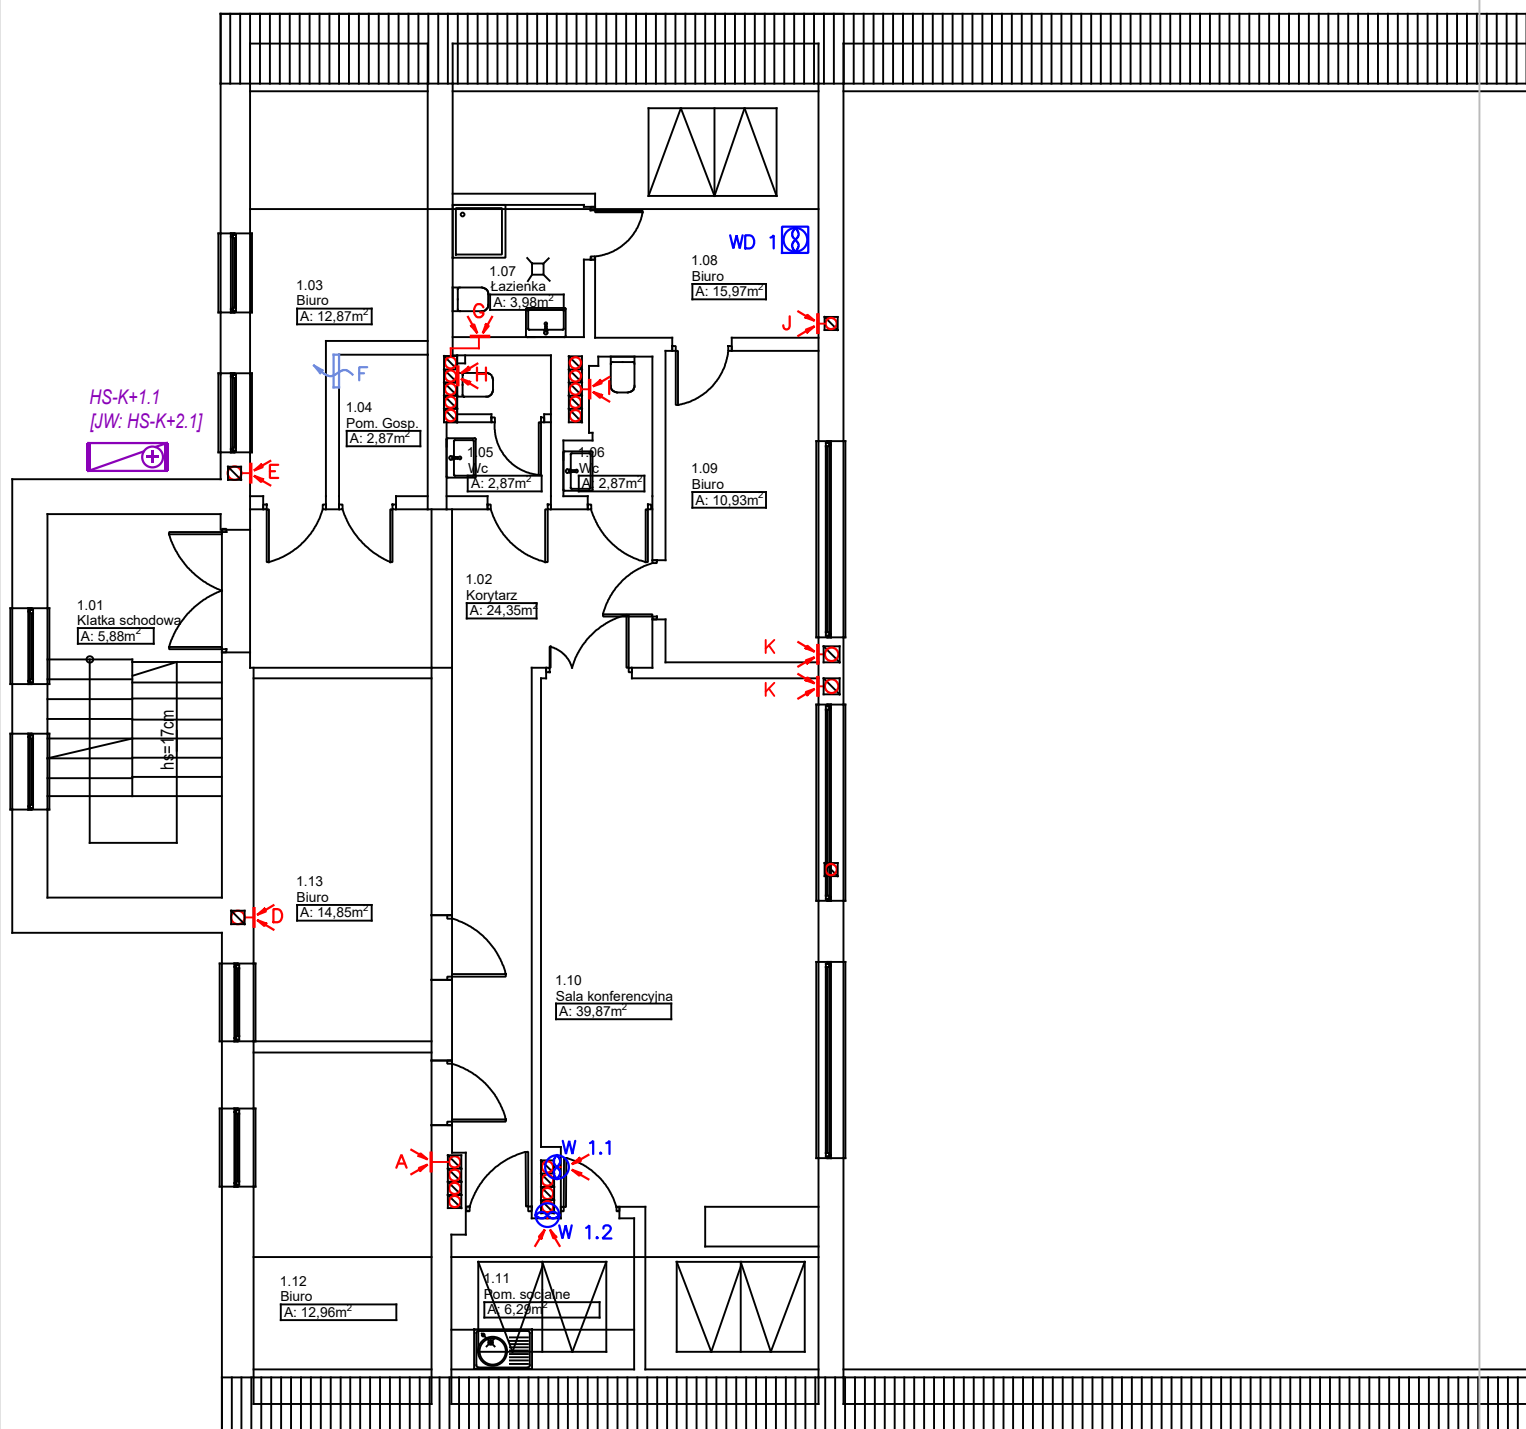 WD 1
1.08
Biuro
A: 15,97m²
1.07
Łazienka
A: 3,98m²
G
1.03
Biuro
A: 12,87m²
J
F
H
I
HS-K+1.1
[JW: HS-K+2.1]
1.04
Pom. Gosp.
A: 2,87m²
1.05
Wc
A: 2,87m²
1.06
Wc
A: 2,87m²
1.09
Biuro
A: 10,93m²
E
1.02
Korytarz
A: 24,35m²
1.01
Klatka schodowa
A: 5,88m²
K
K
hs=17cm
1.13
Biuro
A: 14,85m²
D
1.10
Sala konferencyjna
A: 39,87m²
W 1.1
A
W 1.2
1.12
Biuro
A: 12,96m²
1.11
Pom. socjalne
A: 6,29m²